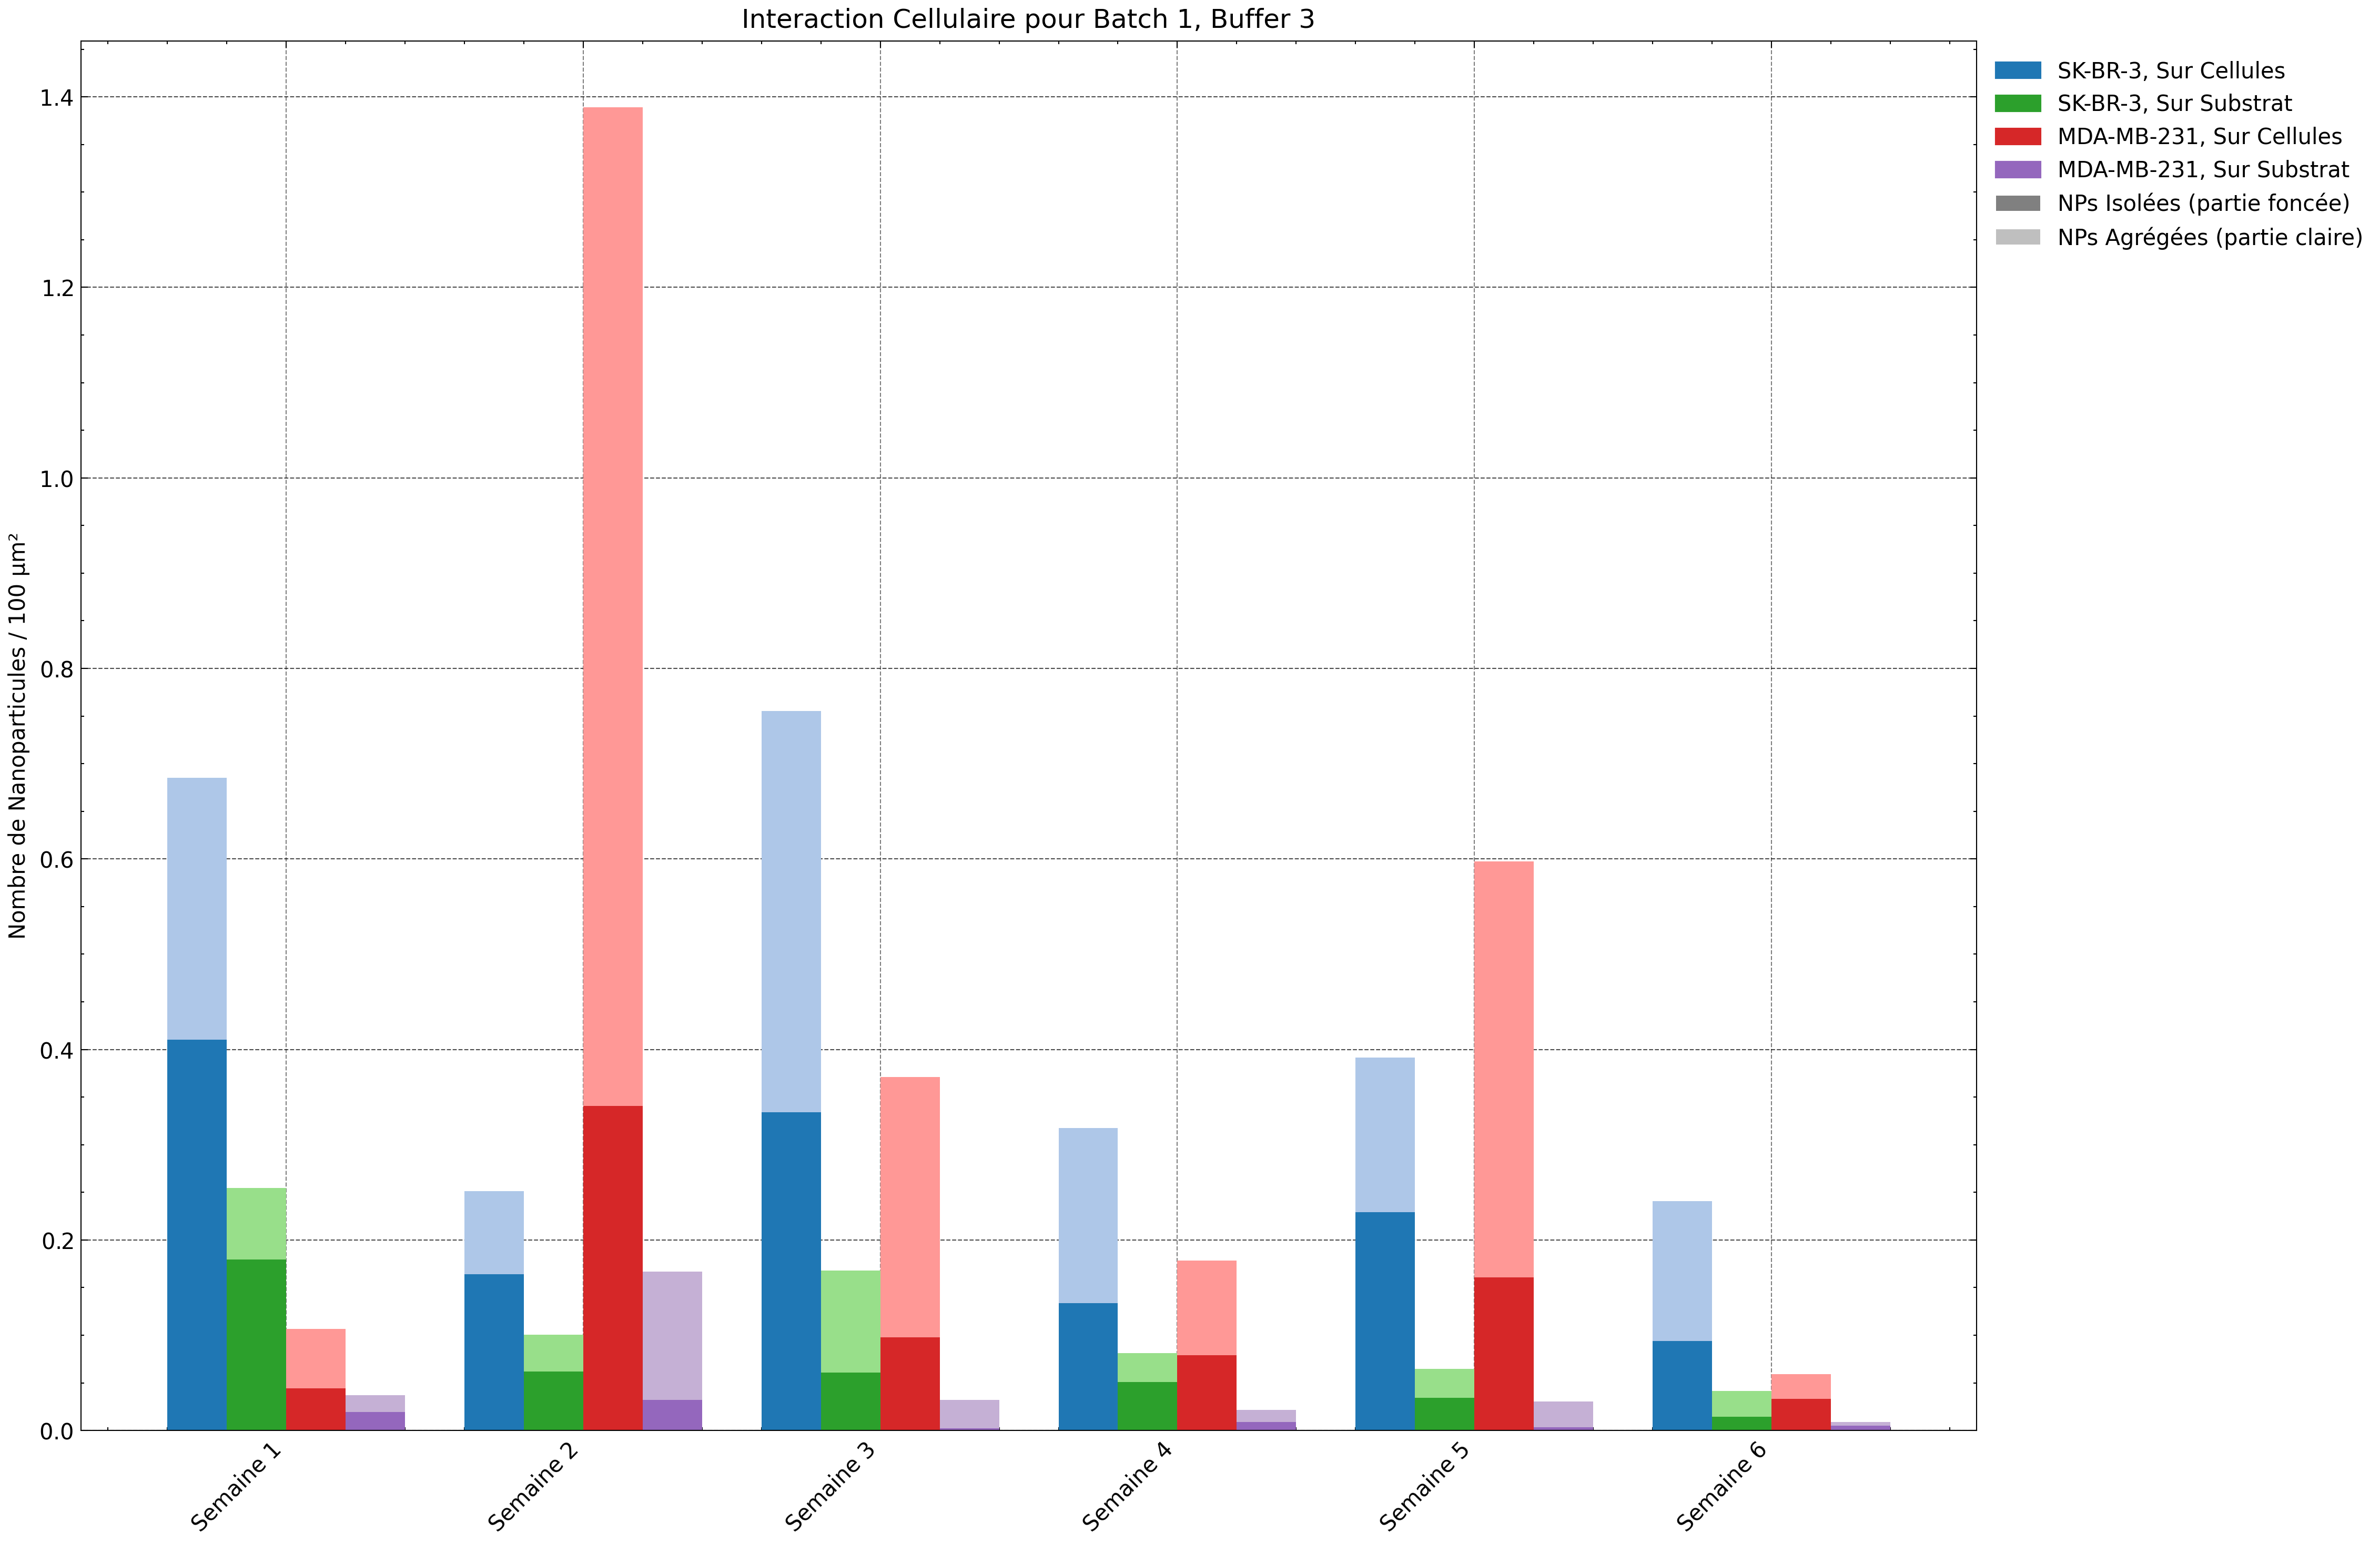 Interaction Cellulaire pour Batch 1, Buffer 3
SK-BR-3, Sur Cellules
SK-BR-3, Sur Substrat
MDA-MB-231, Sur Cellules
MDA-MB-231, Sur Substrat
NPs Isolées (partie foncée)
NPs Agrégées (partie claire)
Nombre de Nanoparticules / 100 µm²
1.4
1.2
1.0
0.8
0.6
0.4
0.2
0.0
Semaine 1
Semaine 2
Semaine 3
Semaine 4
Semaine 5
Semaine 6